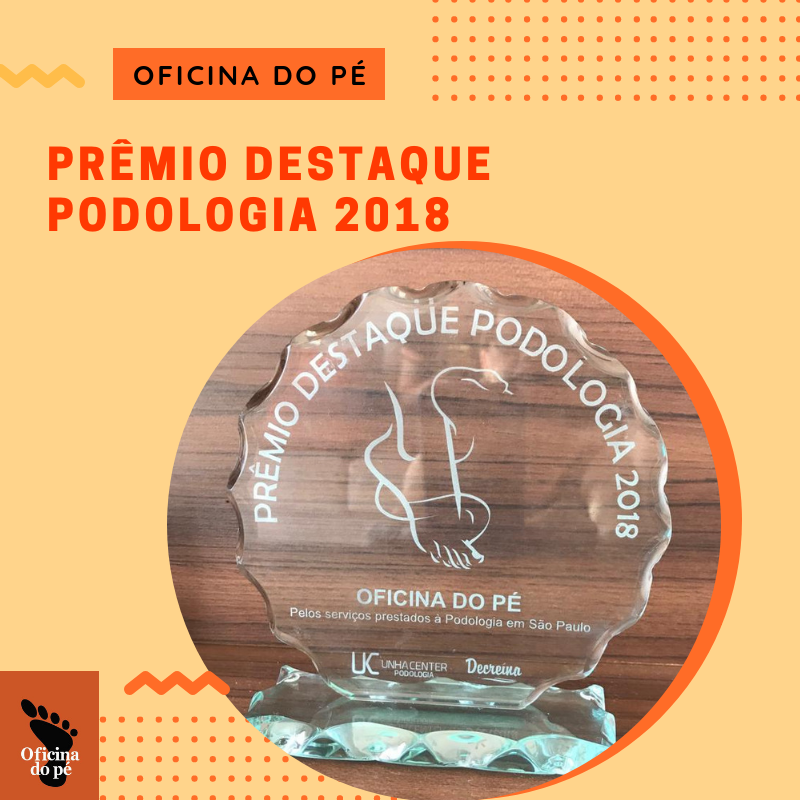 OFICINA DO PÉ
PRÊMIO DESTAQUE
PODOLOGIA 2018
PRÊMIO DESTAQUE PODOLOGIA 2018
OFICINA DO PÉ
Pelos serviços prestados à Podologia em São Paulo
UC UNHA CENTER
PODOLOGIA
Decreina
Oficina
do pé